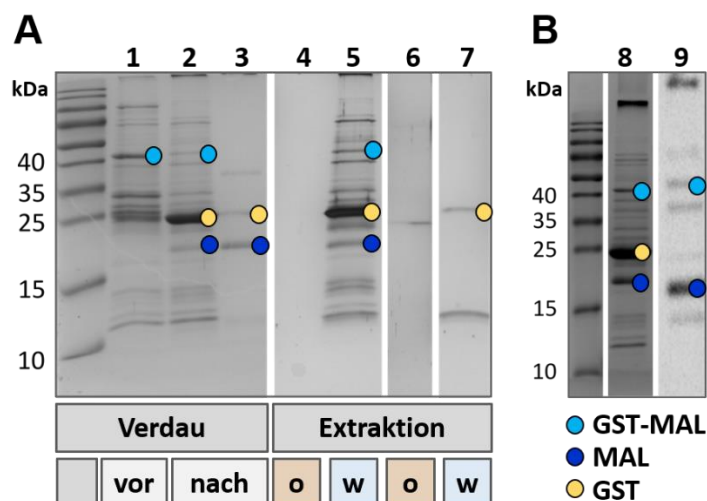 A
B
1 2 3 4 5 6 7
8 9
kDa
40
35
25
15
10
kDa
40
35
25
15
10
Verdau
Extraktion
vor
nach
o
w
o
w
GST-MAL
MAL
GST